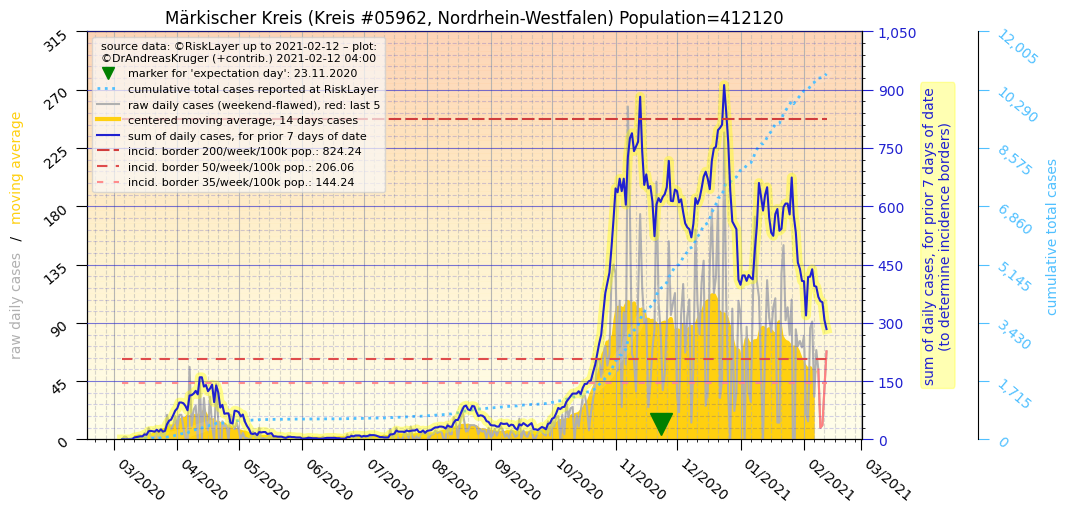 Märkischer Kreis (Kreis #05962, Nordrhein-Westfalen) Population=412120
source data: ©RiskLayer up to 2021-02-12 – plot:
©DrAndreasKruger (+contrib.) 2021-02-12 04:00
marker for 'expectation day': 23.11.2020
cumulative total cases reported at RiskLayer
raw daily cases (weekend-flawed), red: last 5
centered moving average, 14 days cases
sum of daily cases, for prior 7 days of date
incid. border 200/week/100k pop.: 824.24
incid. border 50/week/100k pop.: 206.06
incid. border 35/week/100k pop.: 144.24
raw daily cases / moving average
315
270
225
180
135
90
45
0
03/2020
04/2020
05/2020
06/2020
07/2020
08/2020
09/2020
10/2020
11/2020
12/2020
01/2021
02/2021
03/2021
1,050
900
750
600
450
300
150
0
sum of daily cases, for prior 7 days of date
(to determine incidence borders)
12,005
10,290
8,575
6,860
5,145
3,430
1,715
0
cumulative total cases